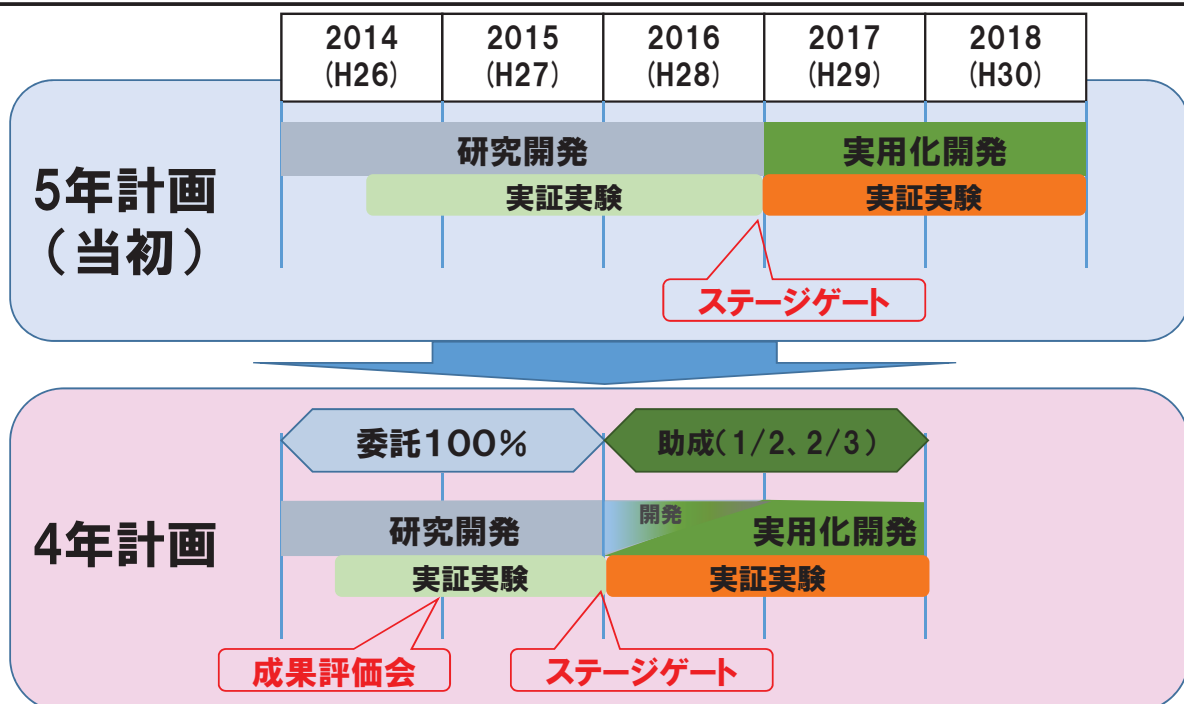 2014
(H26)
2015
(H27)
2016
(H28)
2017
(H29)
2018
(H30)
5年計画
(当初)
研究開発
実用化開発
実証実験
実証実験
ステージゲート
4年計画
委託100%
助成(1/2、2/3)
研究開発
開発
実用化開発
実証実験
実証実験
成果評価会
ステージゲート